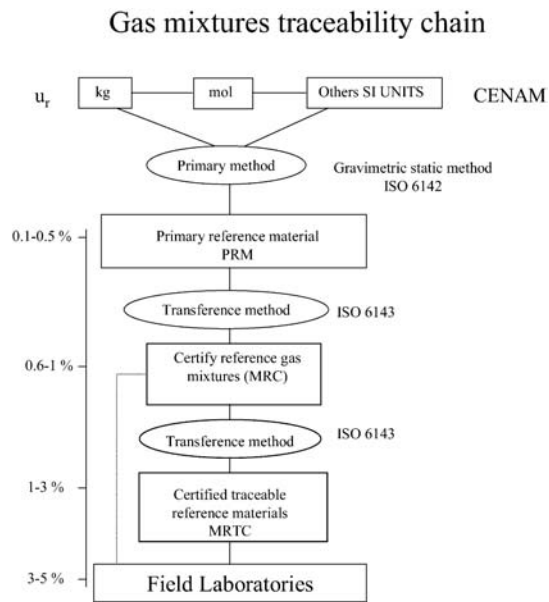 Gas mixtures traceability chain
u_r
kg
mol
Others SI UNITS
CENAM
Primary method
Gravimetric static method
ISO 6142
0.1-0.5 %
Primary reference material
PRM
Transference method
ISO 6143
0.6-1 %
Certify reference gas
mixtures (MRC)
Transference method
ISO 6143
1-3 %
Certified traceable
reference materials
MRTC
3-5 %
Field Laboratories